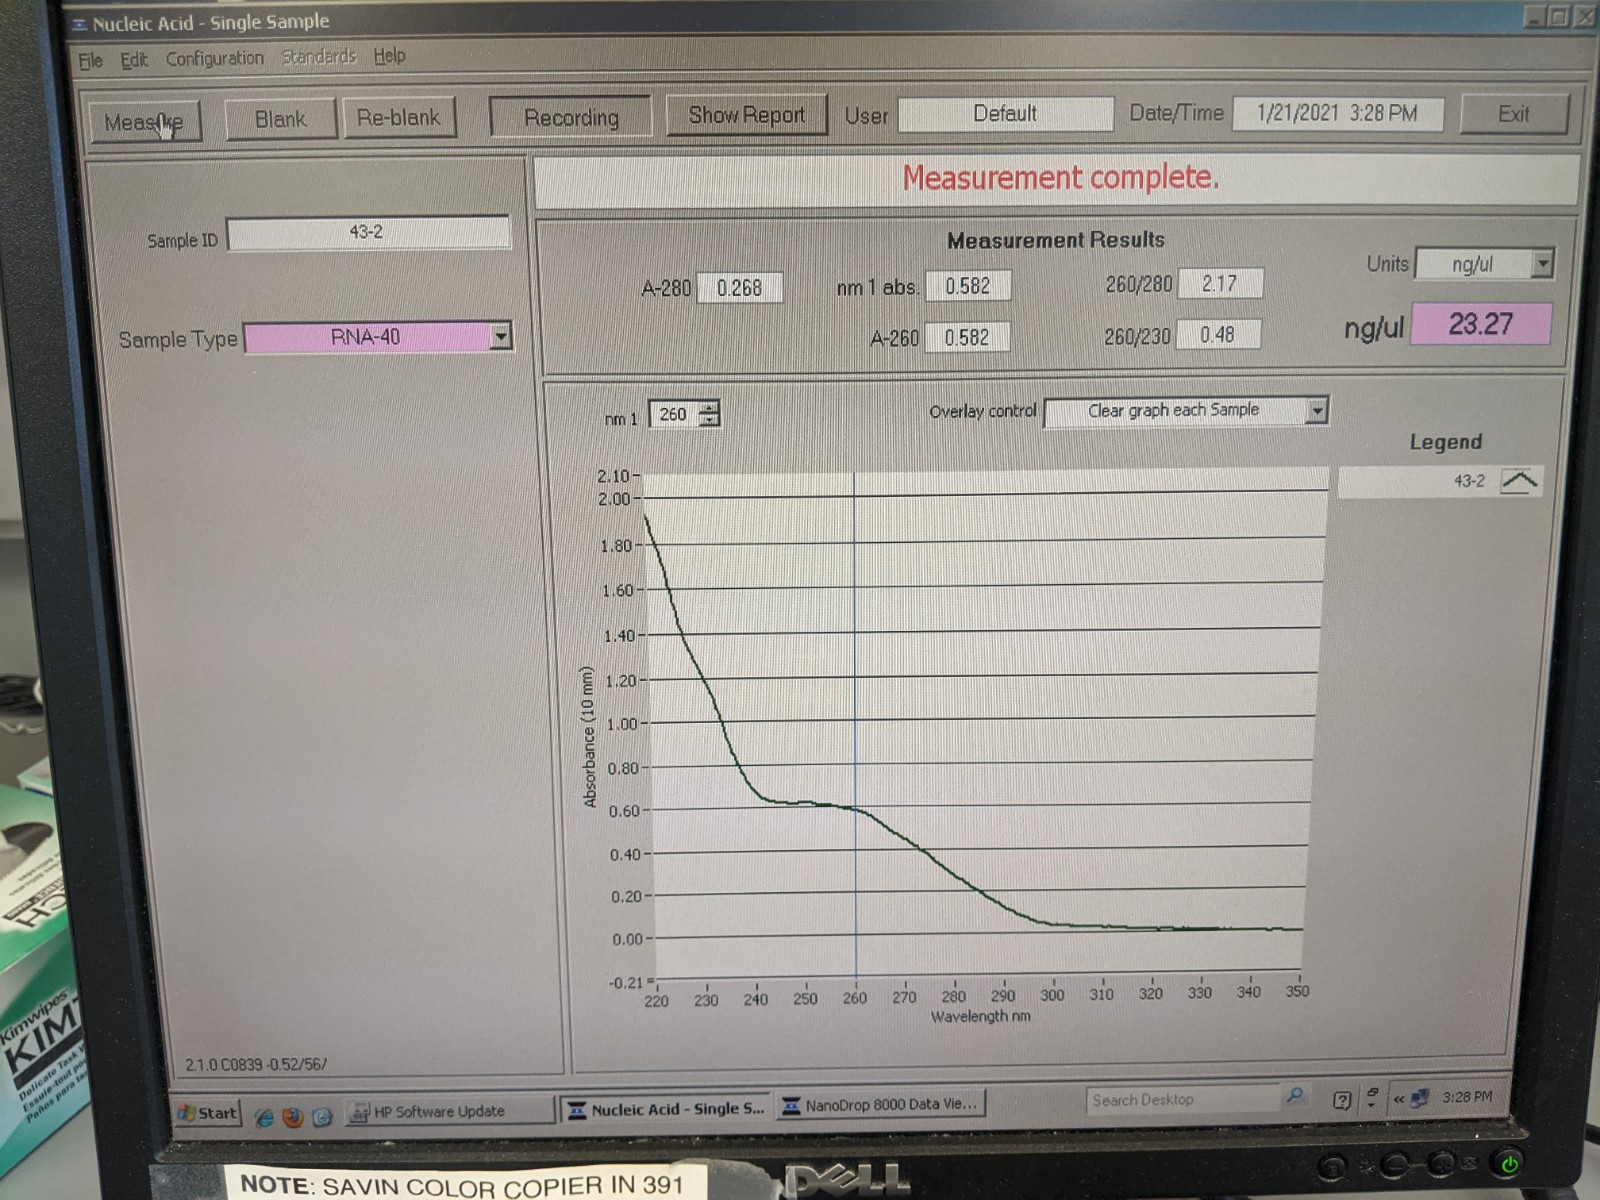 Nucleic Acid - Single Sample
File Edit Configuration Standards Help
Measure Blank Re-blank Recording Show Report User Default Date/Time 1/21/2021 3:28 PM Exit
Measurement complete.
Sample ID 43-2
Sample Type RNA-40
Measurement Results
Units ng/ul
A-280 0.268 nm 1 abs. 0.582 260/280 2.17
A-260 0.582 260/230 0.48
ng/ul 23.27
nm 1 260 Overlay control Clear graph each Sample
Legend
43-2
2.10
2.00
1.80
1.60
1.40
1.20
1.00
0.80
0.60
0.40
0.20
0.00
-0.21
Absorbance (10 mm)
220 230 240 250 260 270 280 290 300 310 320 330 340 350
Wavelength nm
2.1.0 C0839 -0.52/56/
Start HP Software Update Nucleic Acid - Single S... NanoDrop 8000 Data Vie... Search Desktop « 3:28 PM
DELL
NOTE: SAVIN COLOR COPIER IN 391
Kimwipes
KIM
Delicate Task